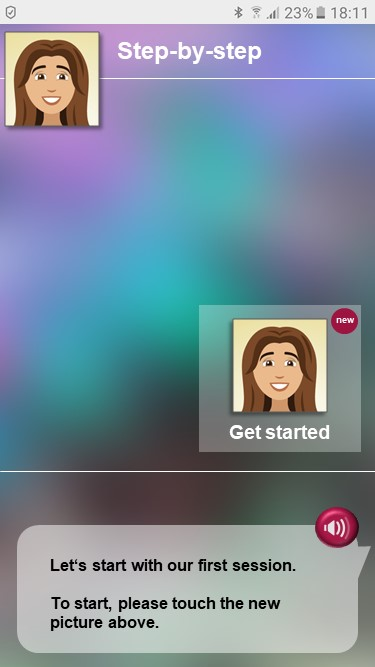 23% 18:11
Step-by-step
new
Get started
Let‘s start with our first session.
To start, please touch the new
picture above.